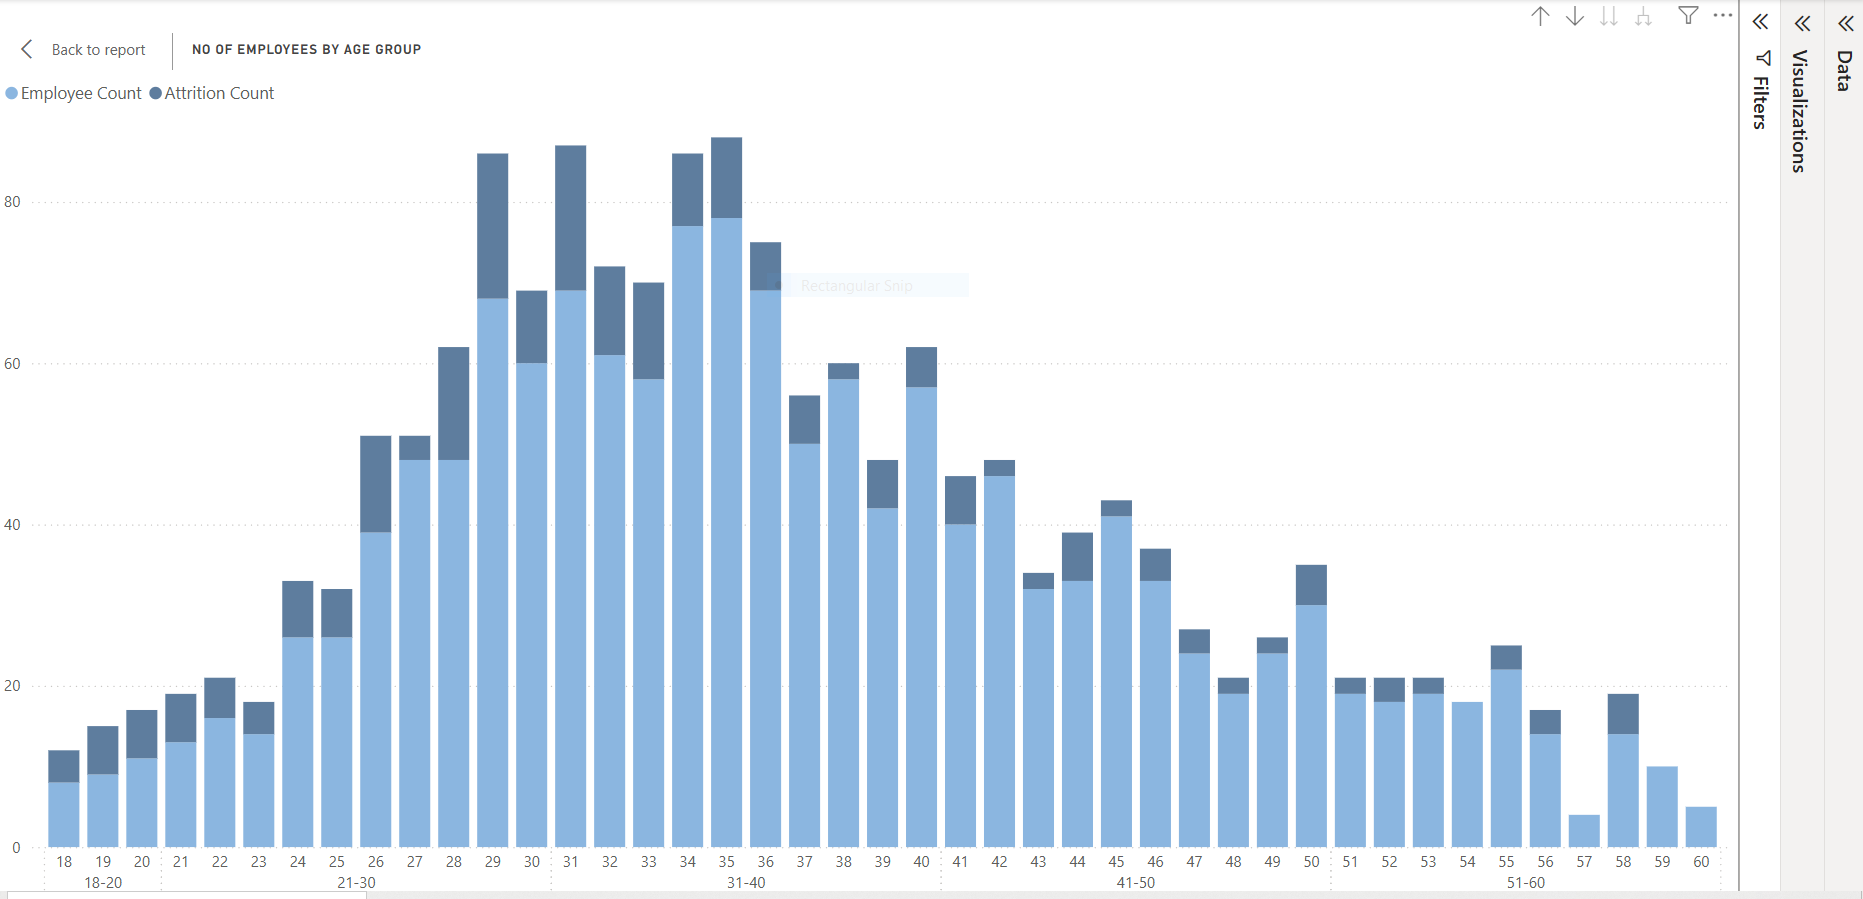 Back to report
NO OF EMPLOYEES BY AGE GROUP
Employee Count Attrition Count
Filters
Visualizations
Data
Rectangular Snip
80
60
40
20
0
18 19 20 21 22 23 24 25 26 27 28 29 30 31 32 33 34 35 36 37 38 39 40 41 42 43 44 45 46 47 48 49 50 51 52 53 54 55 56 57 58 59 60
18-20 21-30 31-40 41-50 51-60